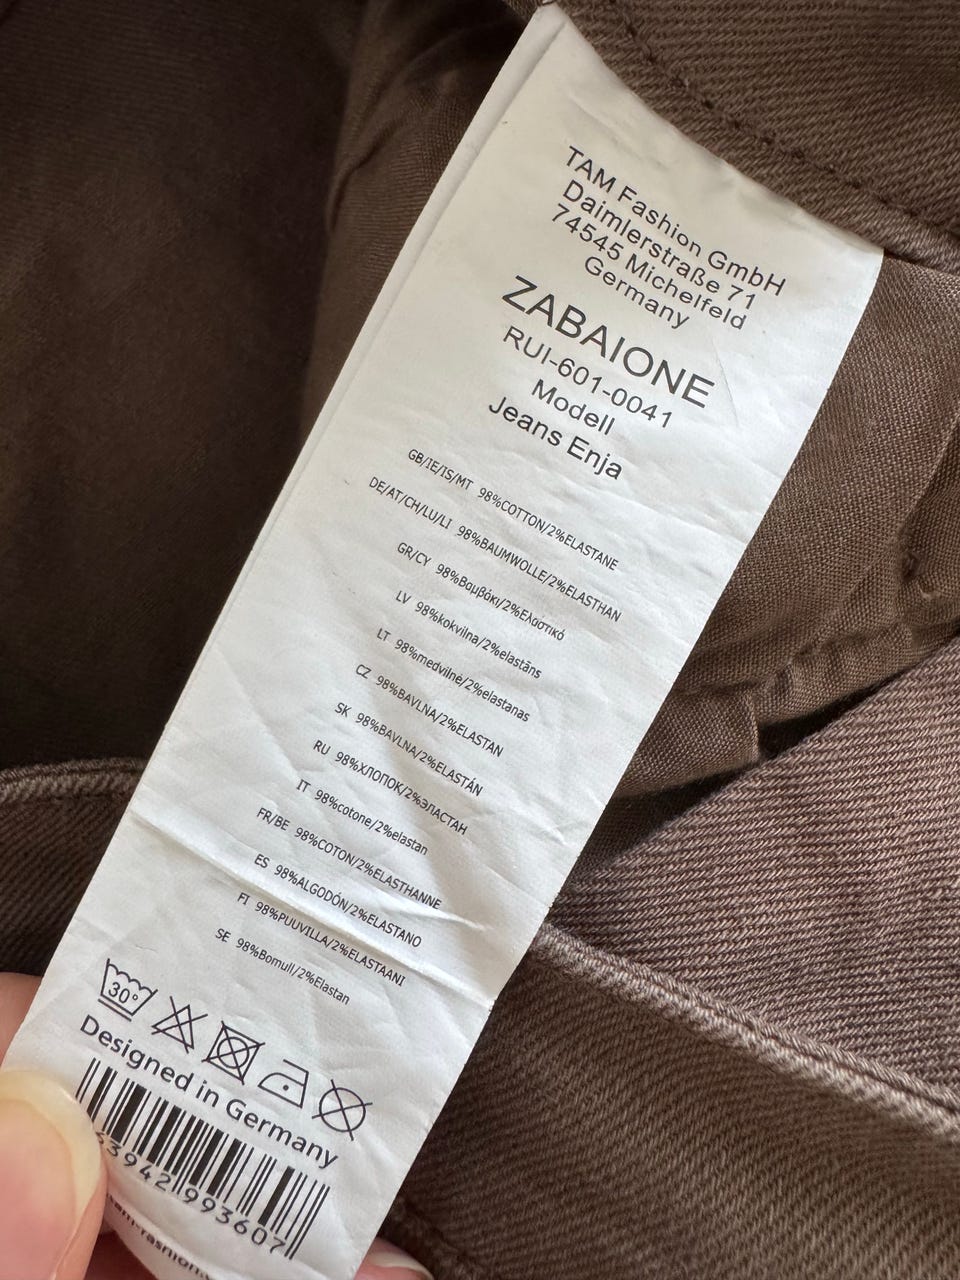 TAM Fashion GmbH
Daimlerstraße 71
74545 Michelfeld
Germany
ZABAIONE
RUI-601-0041
Modell
Jeans Enja
GB/IE/IS/MT 98%COTTON/2%ELASTANE
DE/AT/CH/LU/LI 98%BAUMWOLLE/2%ELASTHAN
GR/CY 98%Βαμβάκι/2%Ελαστικό
LV 98%kokvilna/2%elastāns
LT 98%medvilnė/2%elastanas
CZ 98%BAVLNA/2%ELASTAN
SK 98%BAVLNA/2%ELASTÁN
RU 98%ХЛОПОК/2%ЭЛАСТАН
IT 98%cotone/2%elastan
FR/BE 98%COTON/2%ELASTHANNE
ES 98%ALGODÓN/2%ELASTANO
FI 98%PUUVILLA/2%ELASTAANI
SE 98%Bomull/2%Elastan
30°
Designed in Germany
63942 993607